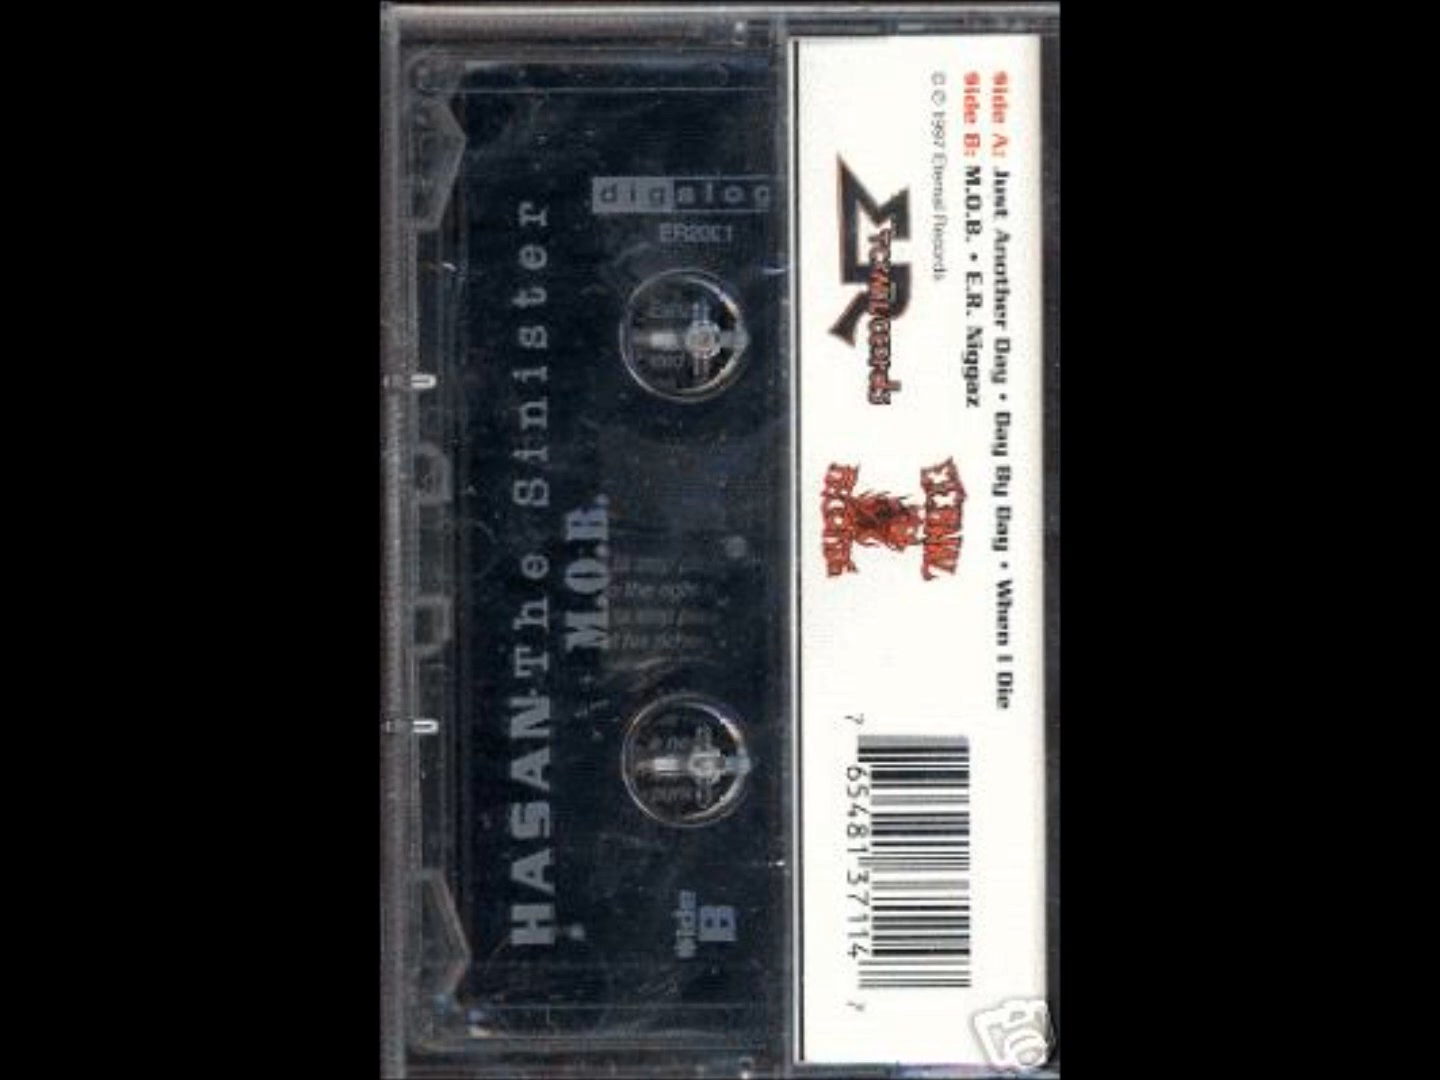 Side A: Just Another Day • Day By Day • When I Die
Side B: M.O.B. • E.R. Niggaz
© ℗ 1997 Eternal Records
7 65481 37114 7
digalog
HASAN-The Sinister
M.O.B.
Side
B